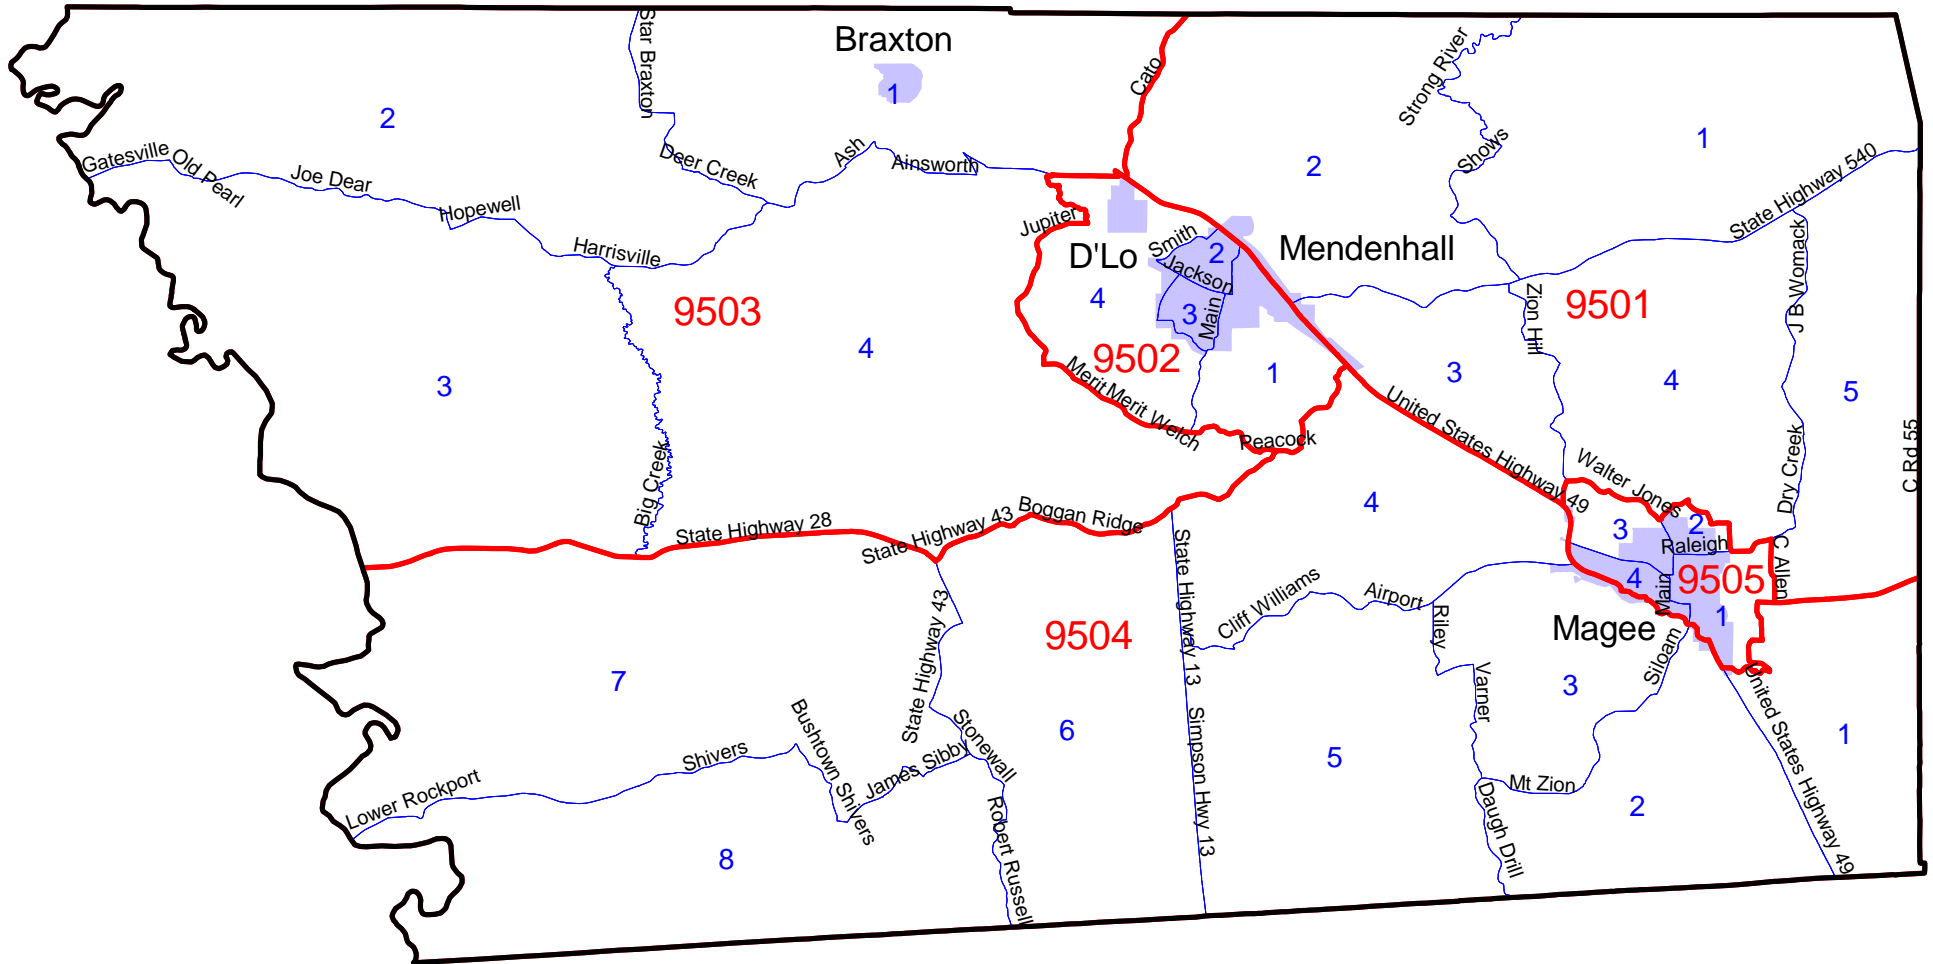 Braxton
Star Braxton
Cato
Strong River
1
2
1
2
Gatesville
Old Pearl
Joe Dear
Hopewell
Harrisville
Deer Creek
Ash
Ainsworth
Shows
State Highway 540
Jupiter
D'Lo
Smith
2
Jackson
Mendenhall
J B Womack
4
3
Main
Zion Hill
9501
9503
9502
4
3
1
3
4
5
Merit
Merit Welch
Peacock
United States Highway 49
Walter Jones
Dry Creek
C Rd 55
Big Creek
State Highway 28
State Highway 43
Boggan Ridge
4
3
2
Raleigh
C Allen
4
9505
Main
1
Magee
State Highway 43
9504
State Highway 13
Cliff Williams
Airport
Riley
Varner
Siloam
3
7
6
5
Simpson Hwy 13
Stonewall
State Highway 43
Bushtown Shivers
Shivers
James Sibby
Lower Rockport
Robert Russell
Mt Zion
Daugh Drill
2
1
United States Highway 49
8